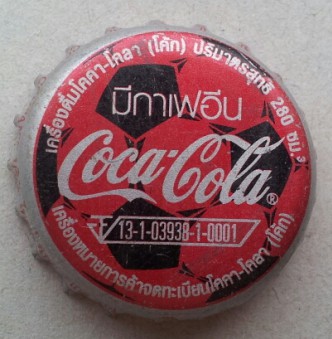 เครื่องดื่มโคคา-โคลา (โค้ก) ปริมาตรสุทธิ 280 ซม.³
มีกาเฟอีน
Coca-Cola®
F/13-1-03938-1-0001
เครื่องหมายการค้าจดทะเบียนโคคา-โคลา (โค้ก)